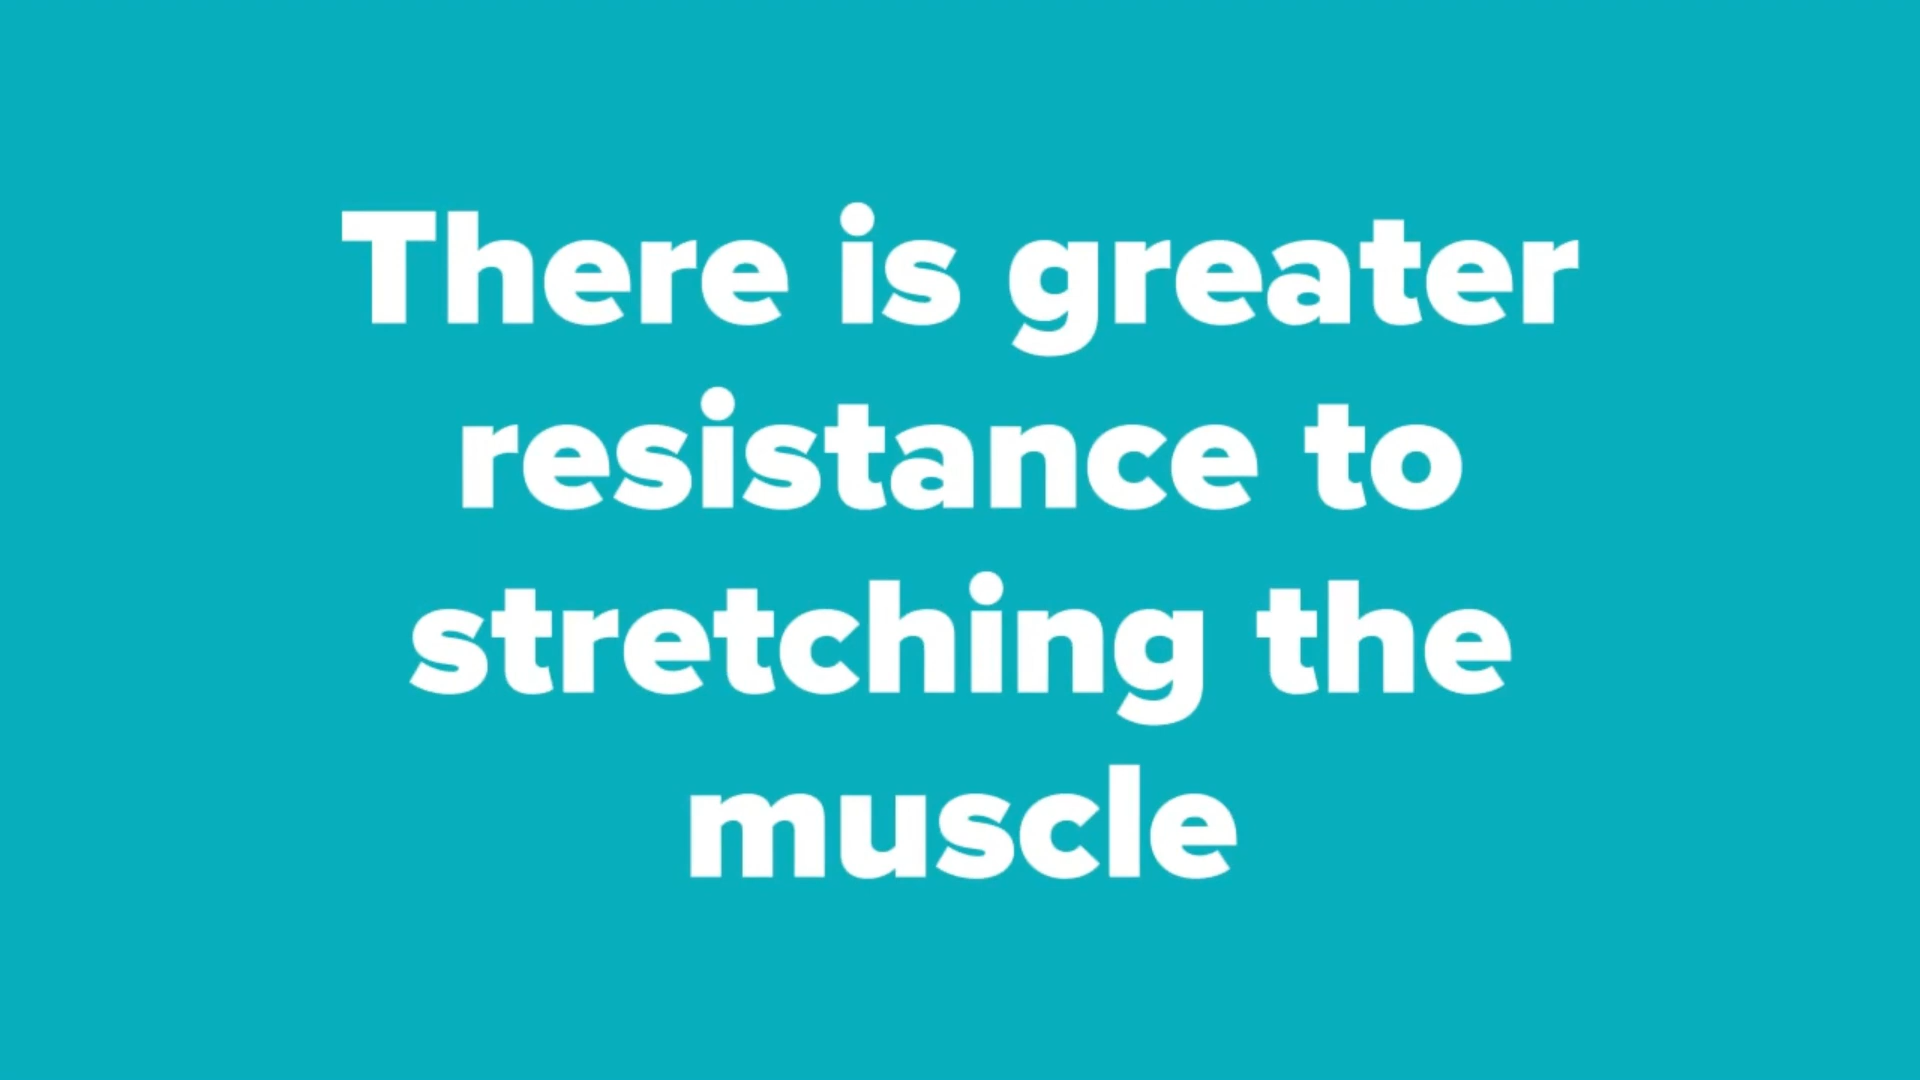 There is greater
resistance to
stretching the
muscle